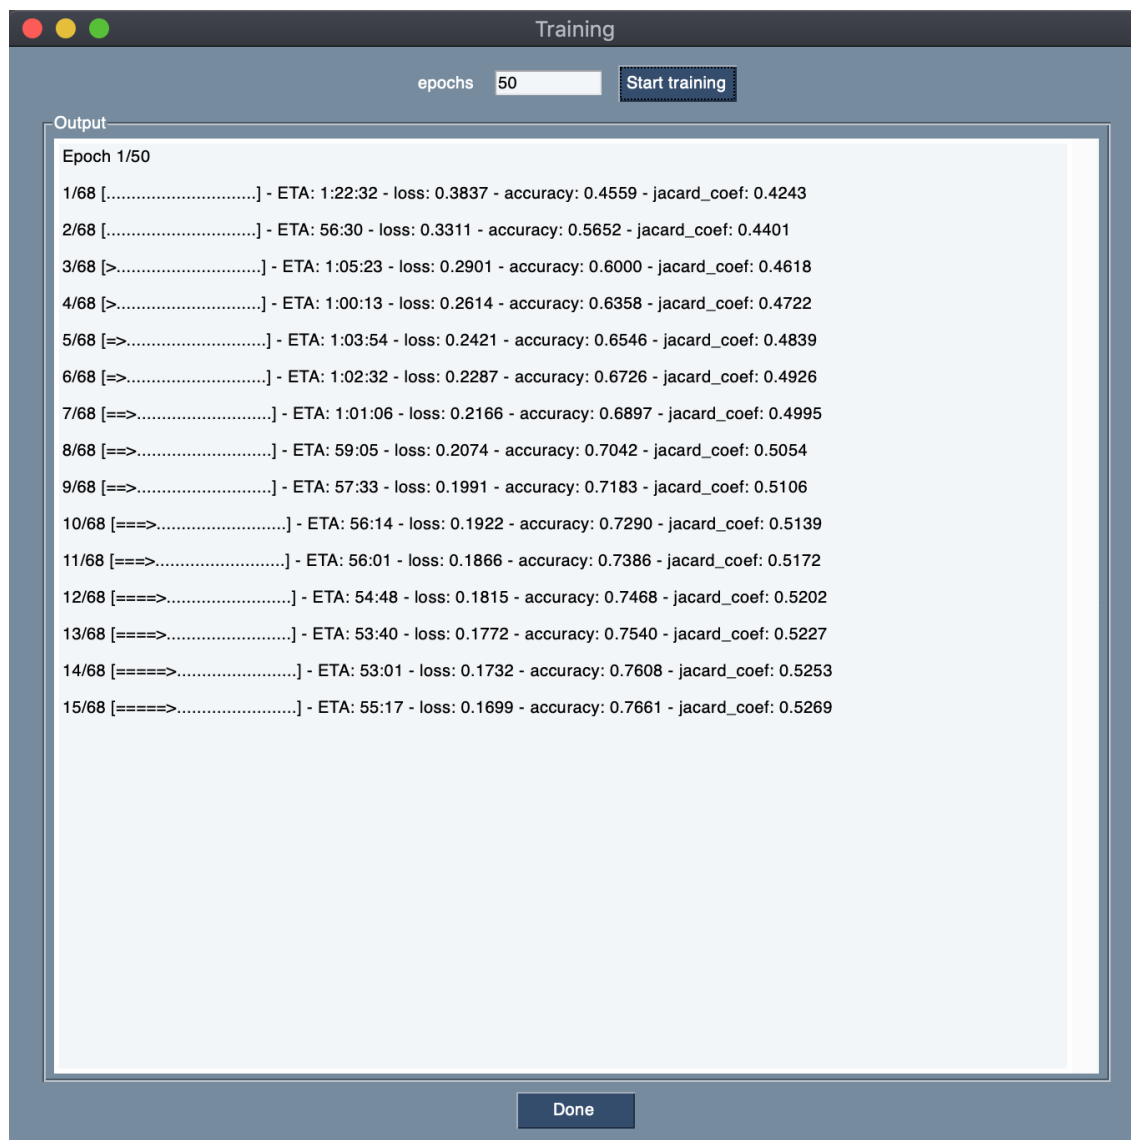 Training
epochs 50 Start training
Output
Epoch 1/50
1/68 [..............................] - ETA: 1:22:32 - loss: 0.3837 - accuracy: 0.4559 - jacard_coef: 0.4243
2/68 [..............................] - ETA: 56:30 - loss: 0.3311 - accuracy: 0.5652 - jacard_coef: 0.4401
3/68 [>.............................] - ETA: 1:05:23 - loss: 0.2901 - accuracy: 0.6000 - jacard_coef: 0.4618
4/68 [>.............................] - ETA: 1:00:13 - loss: 0.2614 - accuracy: 0.6358 - jacard_coef: 0.4722
5/68 [=>............................] - ETA: 1:03:54 - loss: 0.2421 - accuracy: 0.6546 - jacard_coef: 0.4839
6/68 [=>............................] - ETA: 1:02:32 - loss: 0.2287 - accuracy: 0.6726 - jacard_coef: 0.4926
7/68 [==>...........................] - ETA: 1:01:06 - loss: 0.2166 - accuracy: 0.6897 - jacard_coef: 0.4995
8/68 [==>...........................] - ETA: 59:05 - loss: 0.2074 - accuracy: 0.7042 - jacard_coef: 0.5054
9/68 [==>...........................] - ETA: 57:33 - loss: 0.1991 - accuracy: 0.7183 - jacard_coef: 0.5106
10/68 [===>..........................] - ETA: 56:14 - loss: 0.1922 - accuracy: 0.7290 - jacard_coef: 0.5139
11/68 [===>..........................] - ETA: 56:01 - loss: 0.1866 - accuracy: 0.7386 - jacard_coef: 0.5172
12/68 [====>.........................] - ETA: 54:48 - loss: 0.1815 - accuracy: 0.7468 - jacard_coef: 0.5202
13/68 [====>.........................] - ETA: 53:40 - loss: 0.1772 - accuracy: 0.7540 - jacard_coef: 0.5227
14/68 [=====>........................] - ETA: 53:01 - loss: 0.1732 - accuracy: 0.7608 - jacard_coef: 0.5253
15/68 [=====>........................] - ETA: 55:17 - loss: 0.1699 - accuracy: 0.7661 - jacard_coef: 0.5269
Done